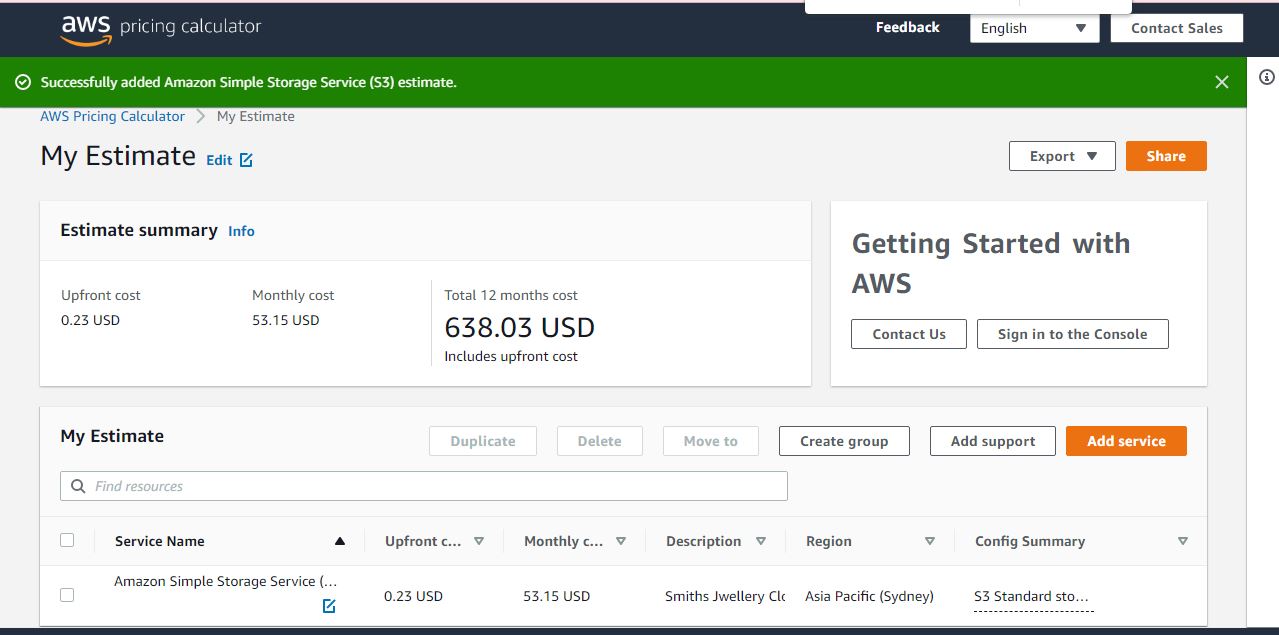 aws pricing calculator
Feedback
English
Contact Sales
Successfully added Amazon Simple Storage Service (S3) estimate.
AWS Pricing Calculator
My Estimate
My Estimate
Edit
Export
Share
Estimate summary
Info
Upfront cost
0.23 USD
Monthly cost
53.15 USD
Total 12 months cost
638.03 USD
Includes upfront cost
Getting Started with
AWS
Contact Us
Sign in to the Console
My Estimate
Duplicate
Delete
Move to
Create group
Add support
Add service
Find resources
Service Name
Upfront c...
Monthly c...
Description
Region
Config Summary
Amazon Simple Storage Service (...
0.23 USD
53.15 USD
Smiths Jwellery Clo
Asia Pacific (Sydney)
S3 Standard sto...